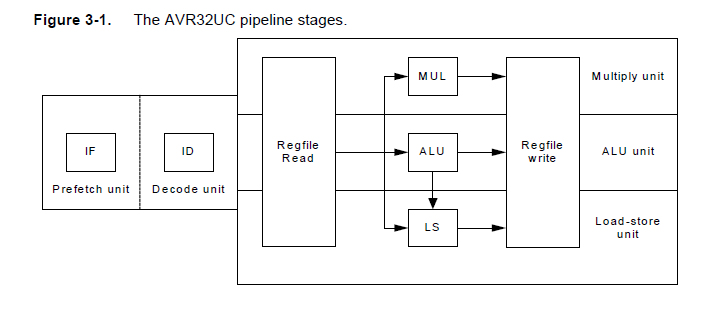 Figure 3-1. The AVR32UC pipeline stages.
MUL
Multiply unit
IF
ID
Prefetch unit
Decode unit
Regfile
Read
ALU
Regfile
write
ALU unit
LS
Load-store
unit